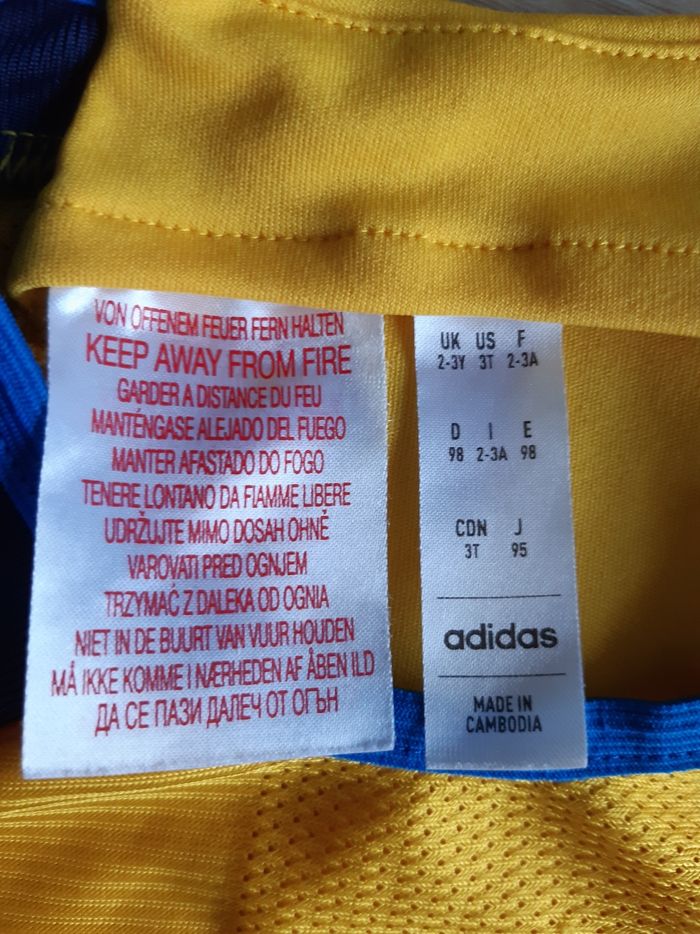 VON OFFENEM FEUER FERN HALTEN
KEEP AWAY FROM FIRE
GARDER A DISTANCE DU FEU
MANTÉNGASE ALEJADO DEL FUEGO
MANTER AFASTADO DO FOGO
TENERE LONTANO DA FIAMME LIBERE
UDRŽUJTE MIMO DOSAH OHNĚ
VAROVATI PRED OGNJEM
TRZYMAĆ Z DALEKA OD OGNIA
NIET IN DE BUURT VAN VUUR HOUDEN
MÅ IKKE KOMME I NÆRHEDEN AF ÅBEN ILD
ДА СЕ ПАЗИ ДАЛЕЧ ОТ ОГЪН
UK US F
2-3Y 3T 2-3A
D I E
98 2-3A 98
CDN J
3T 95
adidas
MADE IN
CAMBODIA